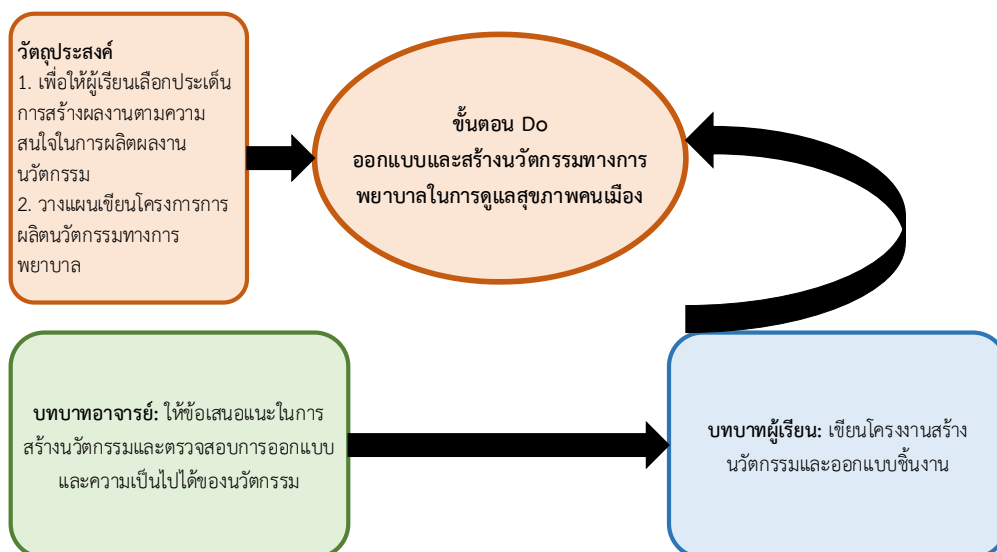 วัตถุประสงค์
1. เพื่อให้ผู้เรียนเลือกประเด็น
การสร้างผลงานตามความ
สนใจในการผลิตผลงาน
นวัตกรรม
2. วางแผนเขียนโครงการการ
ผลิตนวัตกรรมทางการ
พยาบาล
ขั้นตอน Do
ออกแบบและสร้างนวัตกรรมทางการ
พยาบาลในการดูแลสุขภาพคนเมือง
บทบาทอาจารย์: ให้ข้อเสนอแนะในการ
สร้างนวัตกรรมและตรวจสอบการออกแบบ
และความเป็นไปได้ของนวัตกรรม
บทบาทผู้เรียน: เขียนโครงงานสร้าง
นวัตกรรมและออกแบบชิ้นงาน